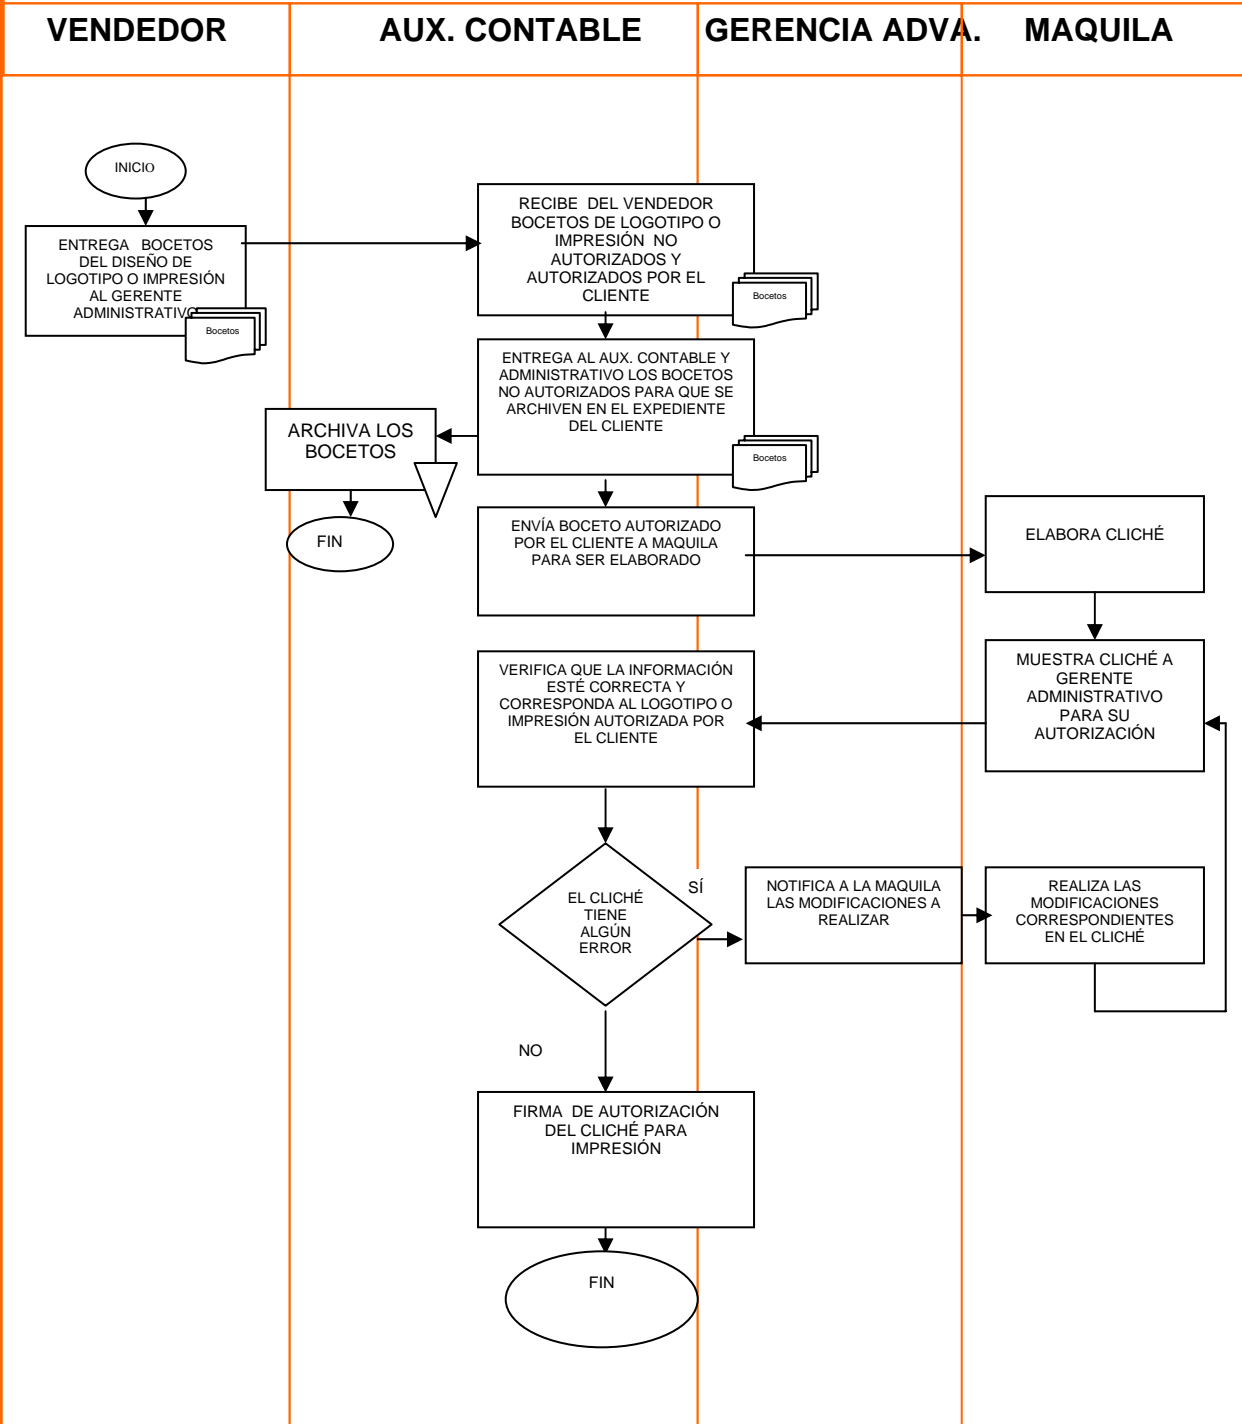 VENDEDOR
AUX. CONTABLE
GERENCIA ADVA.
MAQUILA
INICIO
ENTREGA BOCETOS
DEL DISEÑO DE
LOGOTIPO O IMPRESIÓN
AL GERENTE
ADMINISTRATIVO
Bocetos
RECIBE DEL VENDEDOR
BOCETOS DE LOGOTIPO O
IMPRESIÓN NO
AUTORIZADOS Y
AUTORIZADOS POR EL
CLIENTE
Bocetos
ENTREGA AL AUX. CONTABLE Y
ADMINISTRATIVO LOS BOCETOS
NO AUTORIZADOS PARA QUE SE
ARCHIVEN EN EL EXPEDIENTE
DEL CLIENTE
Bocetos
ARCHIVA LOS
BOCETOS
FIN
ENVÍA BOCETO AUTORIZADO
POR EL CLIENTE A MAQUILA
PARA SER ELABORADO
ELABORA CLICHÉ
MUESTRA CLICHÉ A
GERENTE
ADMINISTRATIVO
PARA SU
AUTORIZACIÓN
VERIFICA QUE LA INFORMACIÓN
ESTÉ CORRECTA Y
CORRESPONDA AL LOGOTIPO O
IMPRESIÓN AUTORIZADA POR
EL CLIENTE
EL CLICHÉ
TIENE
ALGÚN
ERROR
SÍ
NOTIFICA A LA MAQUILA
LAS MODIFICACIONES A
REALIZAR
REALIZA LAS
MODIFICACIONES
CORRESPONDIENTES
EN EL CLICHÉ
NO
FIRMA DE AUTORIZACIÓN
DEL CLICHÉ PARA
IMPRESIÓN
FIN